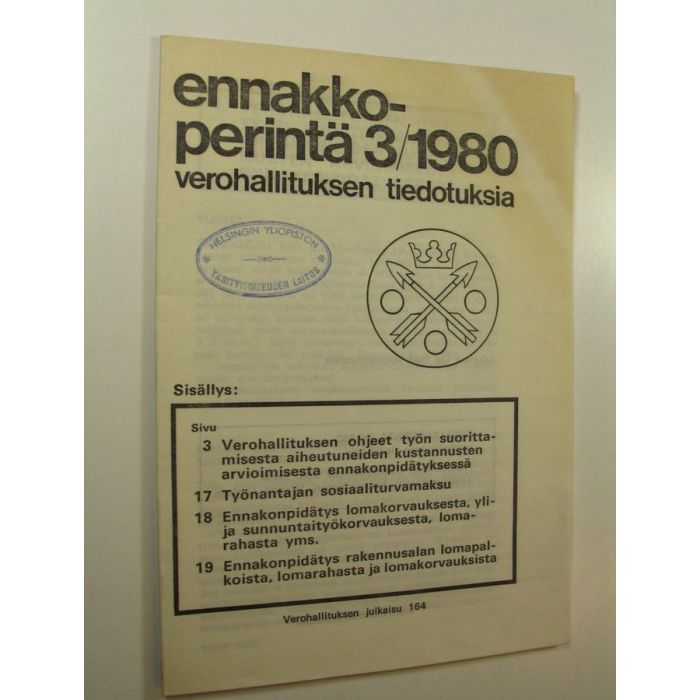 ennakko-
perintä 3/1980
verohallituksen tiedotuksia
HELSINGIN YLIOPISTON
YKSITYISOIKEUDEN LAITOS
Sisällys:
Sivu
3 Verohallituksen ohjeet työn suoritta-
misesta aiheutuneiden kustannusten
arvioimisesta ennakonpidätyksessä
17 Työnantajan sosiaaliturvamaksu
18 Ennakonpidätys lomakorvauksesta, yli-
ja sunnuntaityökorvauksesta, loma-
rahasta yms.
19 Ennakonpidätys rakennusalan lomapal-
koista, lomarahasta ja lomakorvauksista
Verohallituksen julkaisu 164